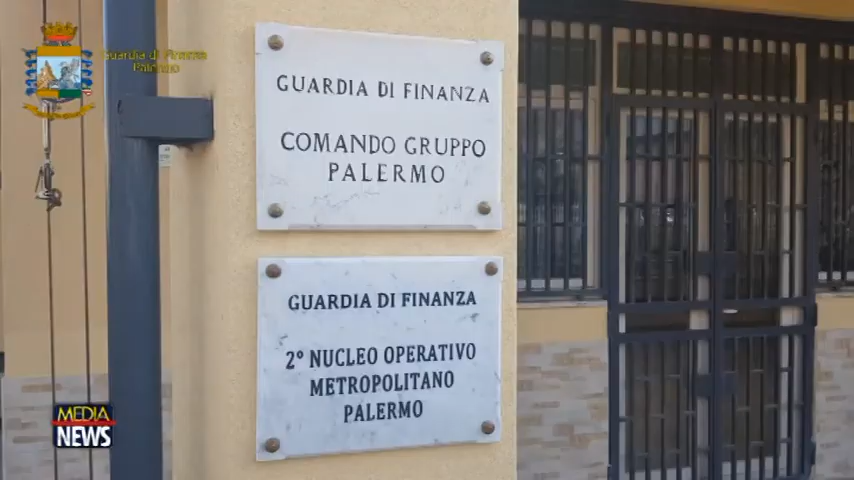 Guardia di Finanza
Palermo
GUARDIA DI FINANZA
COMANDO GRUPPO
PALERMO
GUARDIA DI FINANZA
2° NUCLEO OPERATIVO
METROPOLITANO
PALERMO
MEDIA
NEWS